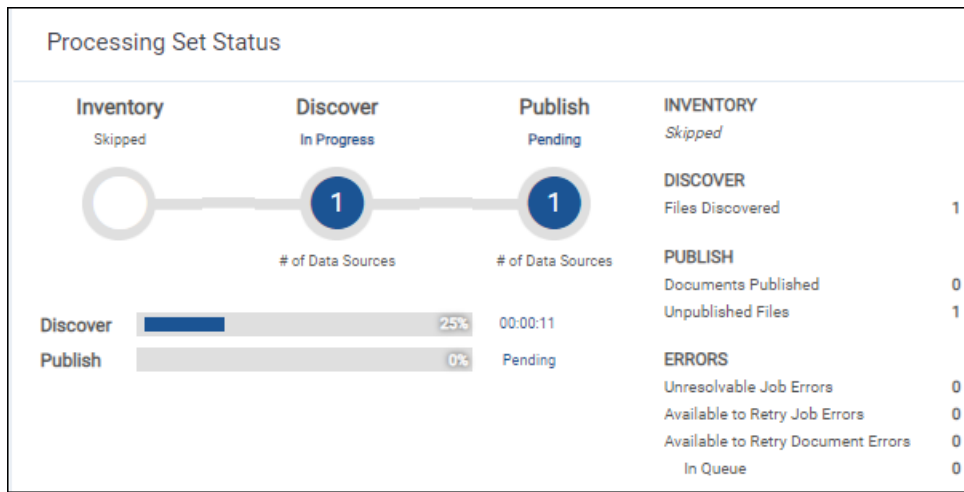 Processing Set Status
Inventory Discover Publish
Skipped In Progress Pending
1 1
# of Data Sources # of Data Sources
Discover 25% 00:00:11
Publish 0% Pending
INVENTORY
Skipped
DISCOVER
Files Discovered 1
PUBLISH
Documents Published 0
Unpublished Files 1
ERRORS
Unresolvable Job Errors 0
Available to Retry Job Errors 0
Available to Retry Document Errors 0
In Queue 0